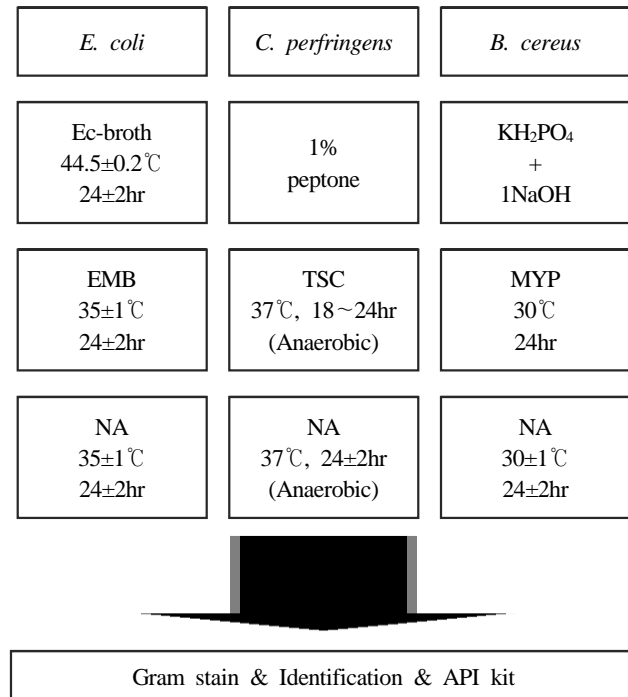 E. coli
C. perfringens
B. cereus
Ec-broth
44.5±0.2℃
24±2hr
1%
peptone
KH₂PO₄
+
1NaOH
EMB
35±1℃
24±2hr
TSC
37℃, 18～24hr
(Anaerobic)
MYP
30℃
24hr
NA
35±1℃
24±2hr
NA
37℃, 24±2hr
(Anaerobic)
NA
30±1℃
24±2hr
Gram stain & Identification & API kit